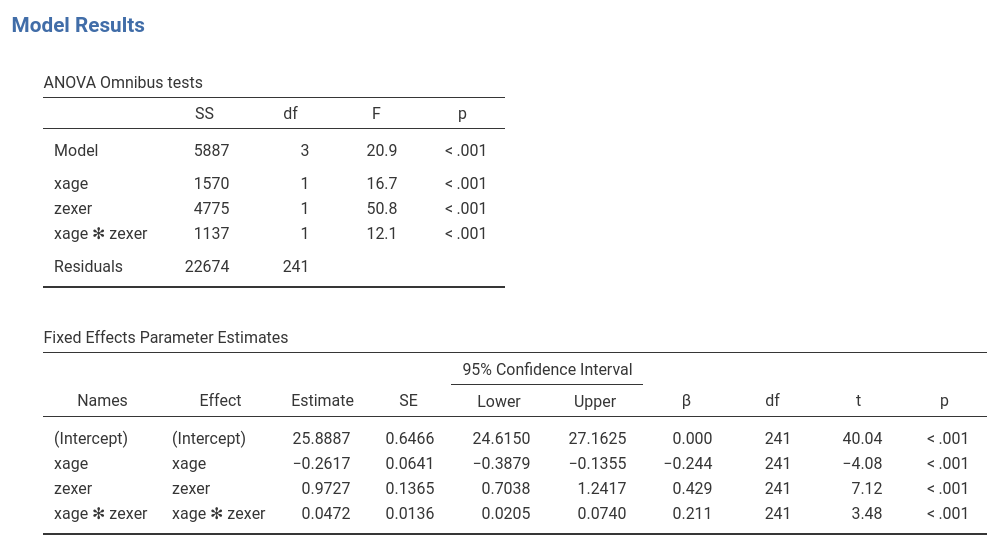 Model Results
ANOVA Omnibus tests
SS df F p
Model 5887 3 20.9 < .001
xage 1570 1 16.7 < .001
zexer 4775 1 50.8 < .001
xage ✻ zexer 1137 1 12.1 < .001
Residuals 22674 241
Fixed Effects Parameter Estimates
95% Confidence Interval
Names Effect Estimate SE Lower Upper β df t p
(Intercept) (Intercept) 25.8887 0.6466 24.6150 27.1625 0.000 241 40.04 < .001
xage xage −0.2617 0.0641 −0.3879 −0.1355 −0.244 241 −4.08 < .001
zexer zexer 0.9727 0.1365 0.7038 1.2417 0.429 241 7.12 < .001
xage ✻ zexer xage ✻ zexer 0.0472 0.0136 0.0205 0.0740 0.211 241 3.48 < .001